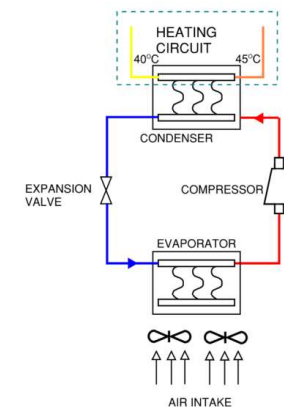 HEATING
CIRCUIT
40°C
45°C
CONDENSER
EXPANSION
VALVE
COMPRESSOR
EVAPORATOR
AIR INTAKE